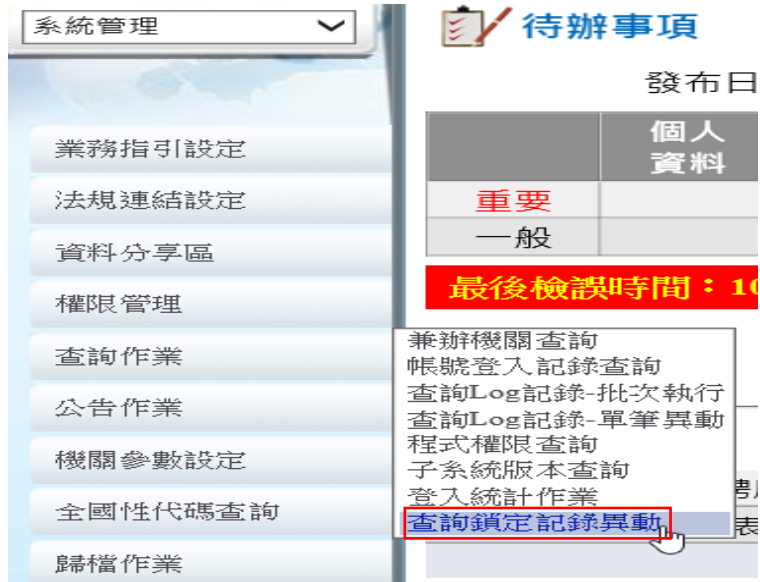 系統管理
業務指引設定
法規連結設定
資料分享區
權限管理
查詢作業
公告作業
機關參數設定
全國性代碼查詢
歸檔作業
待辦事項
發布日
個人
資料
重要
一般
最後檢誤時間：10
兼辦機關查詢
帳號登入記錄查詢
查詢Log記錄-批次執行
查詢Log記錄-單筆異動
程式權限查詢
子系統版本查詢
登入統計作業
查詢鎖定記錄異動
表